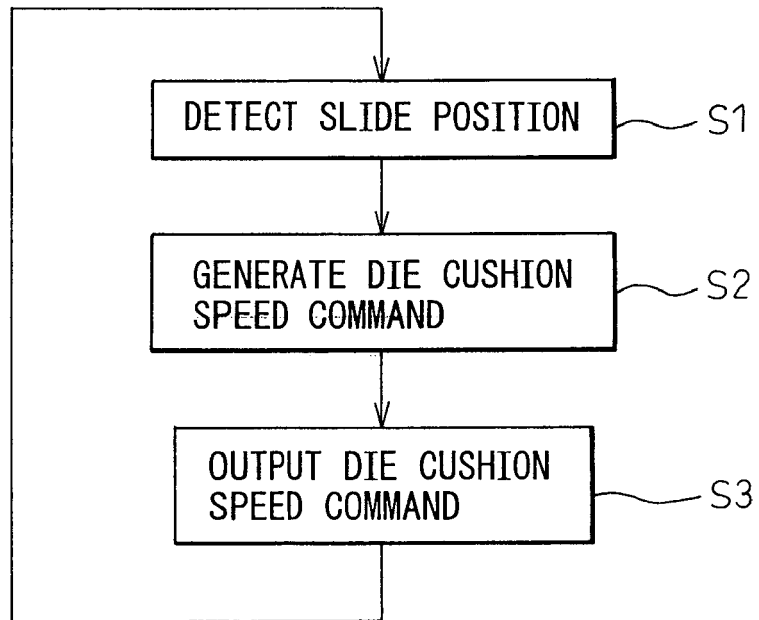 DETECT SLIDE POSITION
S1
GENERATE DIE CUSHION
SPEED COMMAND
S2
OUTPUT DIE CUSHION
SPEED COMMAND
S3